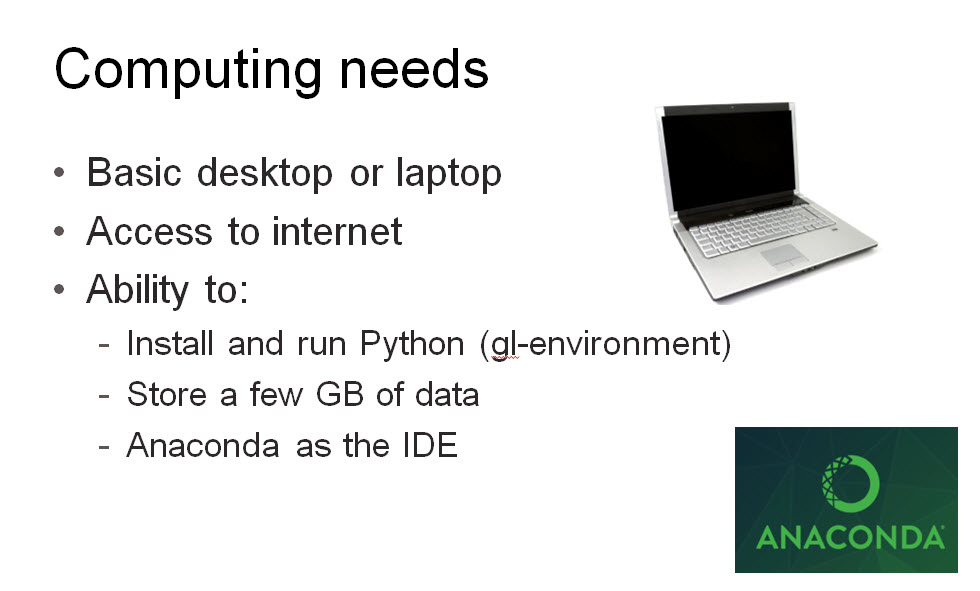 Computing needs
• Basic desktop or laptop
• Access to internet
• Ability to:
- Install and run Python (gl-environment)
- Store a few GB of data
- Anaconda as the IDE
ANACONDA